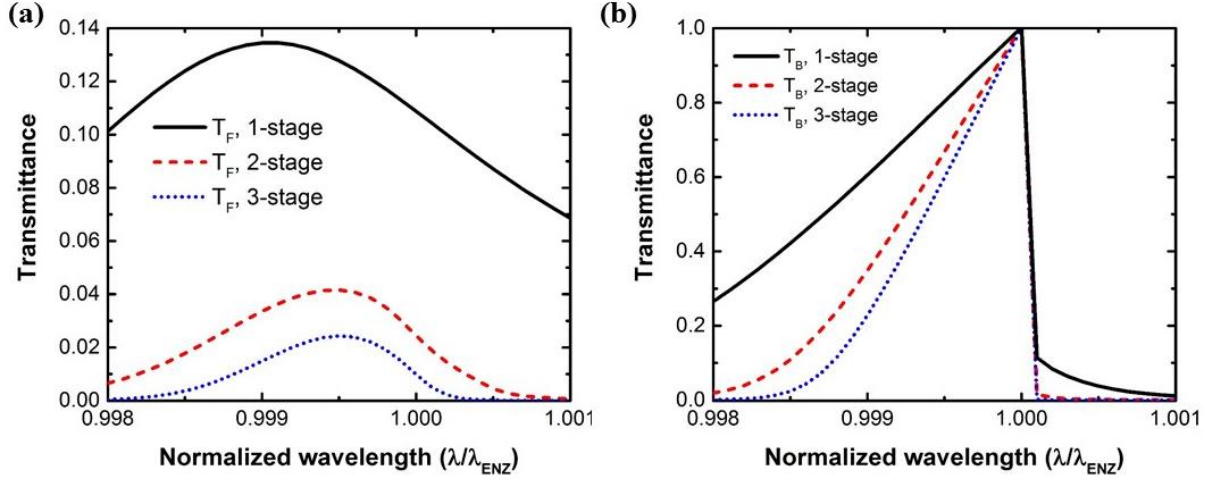 (a)
0.14
0.12
0.10
0.08
0.06
0.04
0.02
0.00
Transmittance
T_F, 1-stage
T_F, 2-stage
T_F, 3-stage
0.998
0.999
1.000
1.001
Normalized wavelength (λ/λ_ENZ)
(b)
1.0
0.8
0.6
0.4
0.2
0.0
Transmittance
T_B, 1-stage
T_B, 2-stage
T_B, 3-stage
0.998
0.999
1.000
1.001
Normalized wavelength (λ/λ_ENZ)